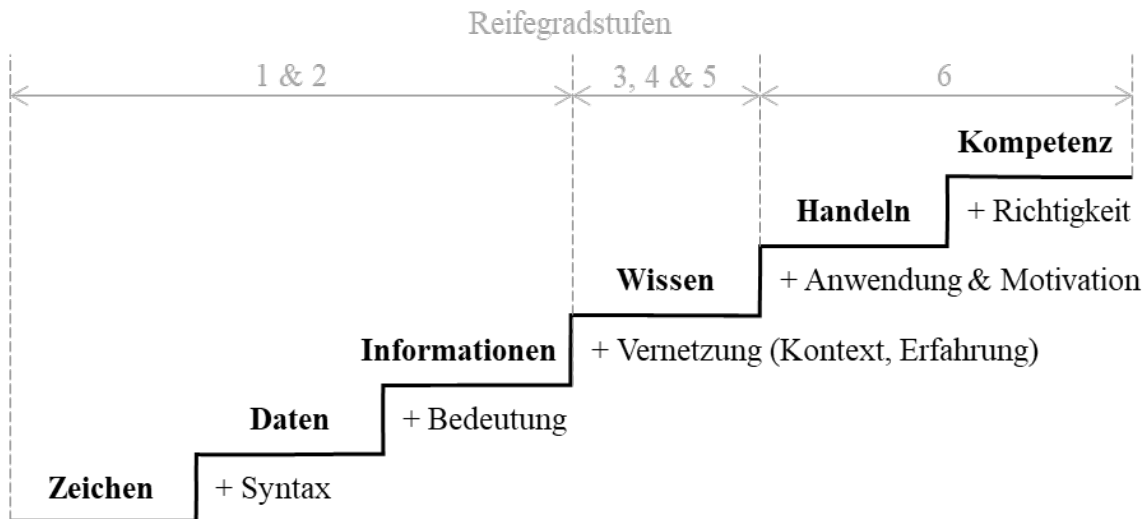 Reifegradstufen
1 & 2
3, 4 & 5
6
Kompetenz
Handeln
+ Richtigkeit
Wissen
+ Anwendung & Motivation
Informationen
+ Vernetzung (Kontext, Erfahrung)
Daten
+ Bedeutung
Zeichen
+ Syntax